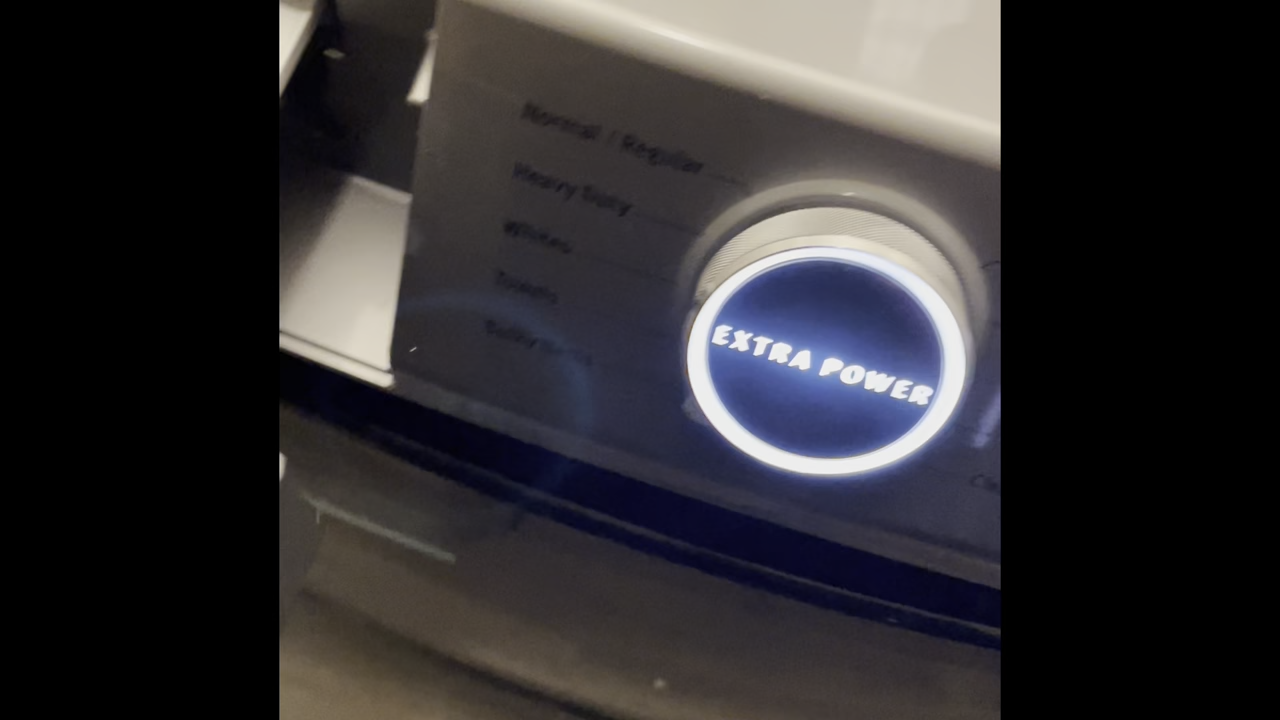 Normal / Regular
Heavy Duty
Whites
Towels
EXTRA POWER